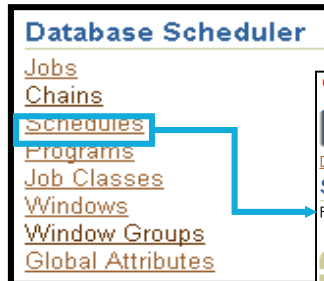 Database Scheduler
Jobs
Chains
Schedules
Programs
Job Classes
Windows
Window Groups
Global Attributes